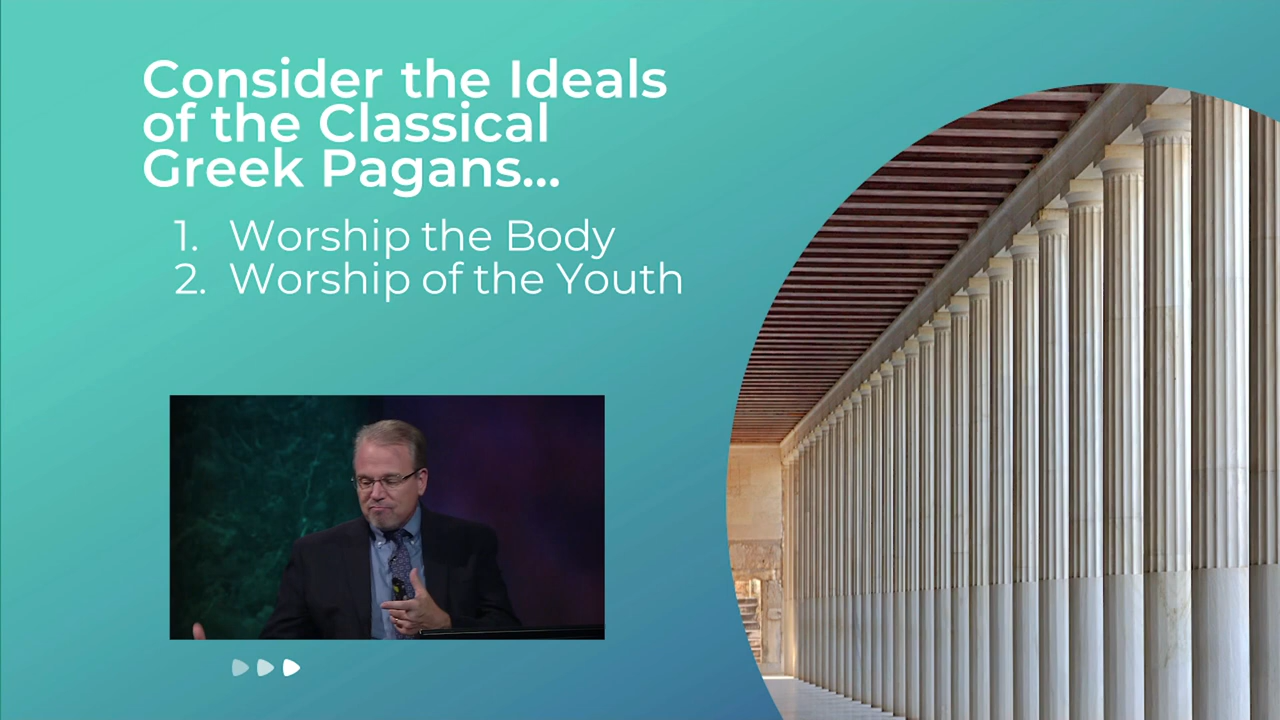 Consider the Ideals
of the Classical
Greek Pagans...
1. Worship the Body
2. Worship of the Youth